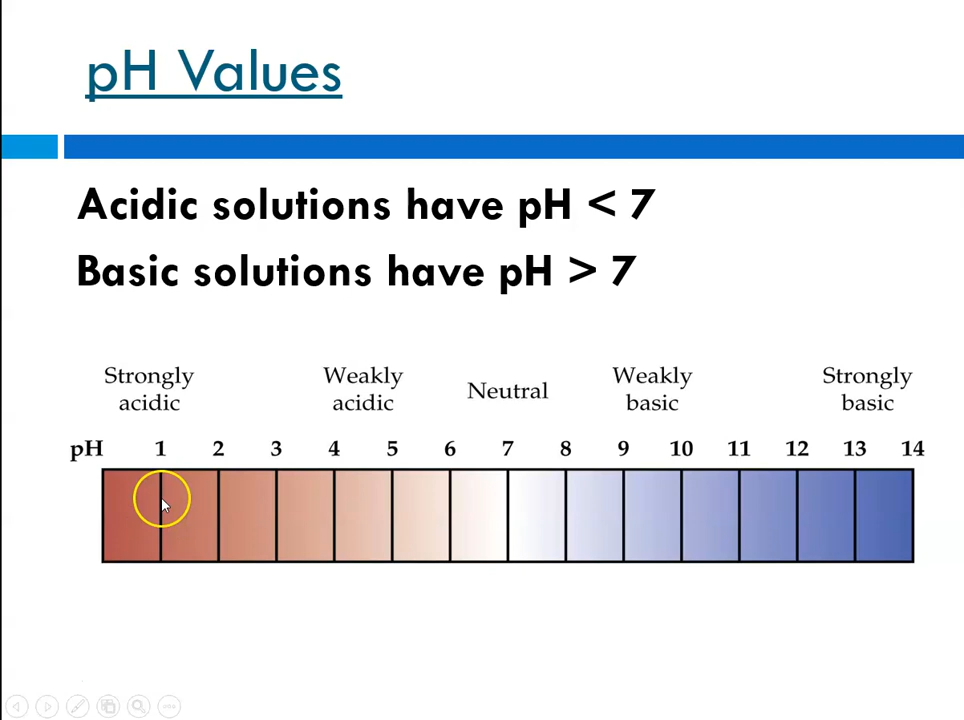 pH Values
Acidic solutions have pH < 7
Basic solutions have pH > 7
Strongly acidic
Weakly acidic
Neutral
Weakly basic
Strongly basic
pH 1 2 3 4 5 6 7 8 9 10 11 12 13 14